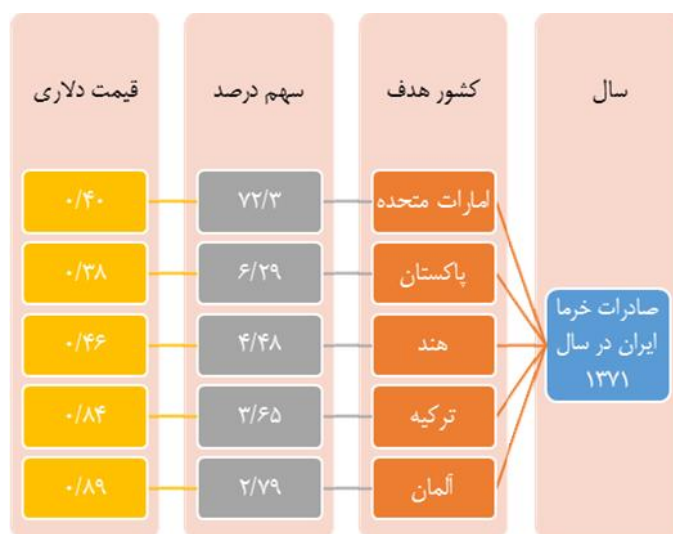 سال
کشور هدف
سهم درصد
قیمت دلاری
صادرات خرما
ایران در سال
۱۳۷۱
امارات متحده
۷۲/۳
۰/۴۰
پاکستان
۶/۲۹
۰/۳۸
هند
۴/۴۸
۰/۴۶
ترکیه
۳/۶۵
۰/۸۴
آلمان
۲/۷۹
۰/۸۹